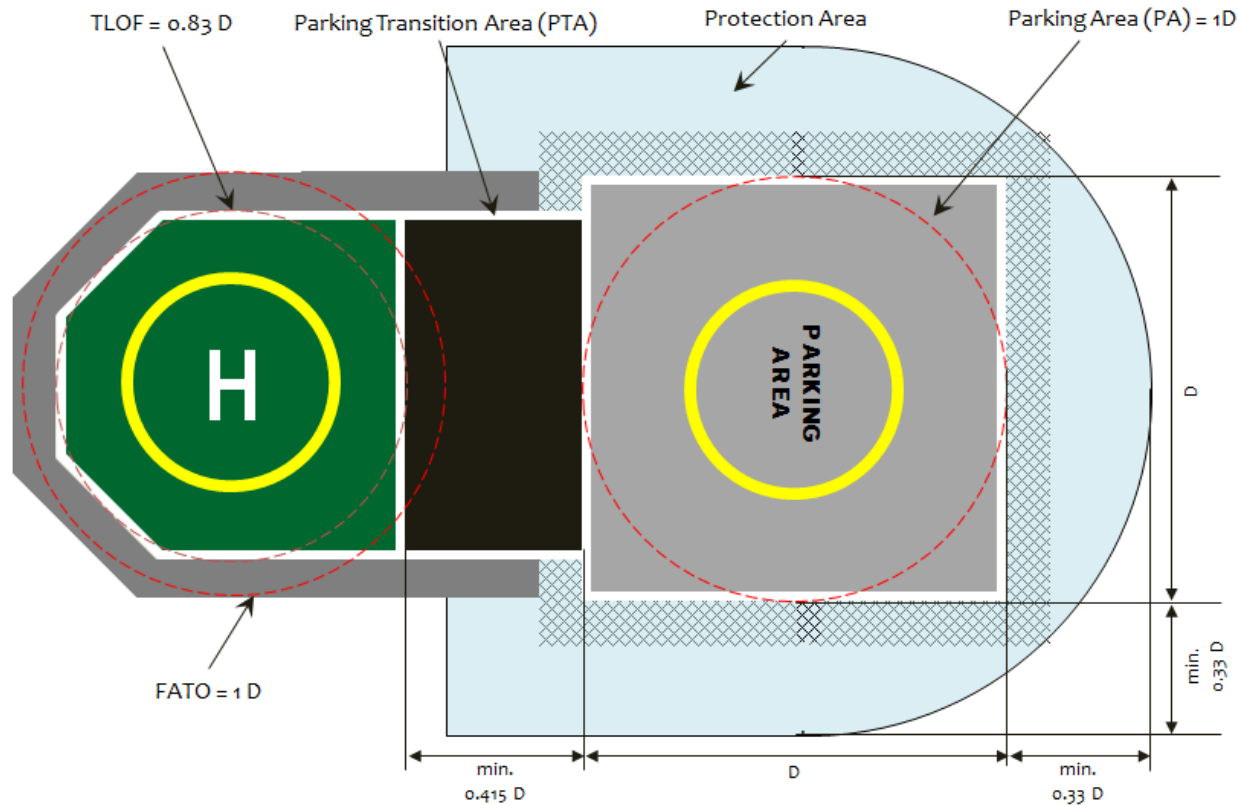 TLOF = 0.83 D
Parking Transition Area (PTA)
Protection Area
Parking Area (PA) = 1D
H
PARKING
AREA
D
min.
0.33 D
FATO = 1 D
min.
0.415 D
D
min.
0.33 D